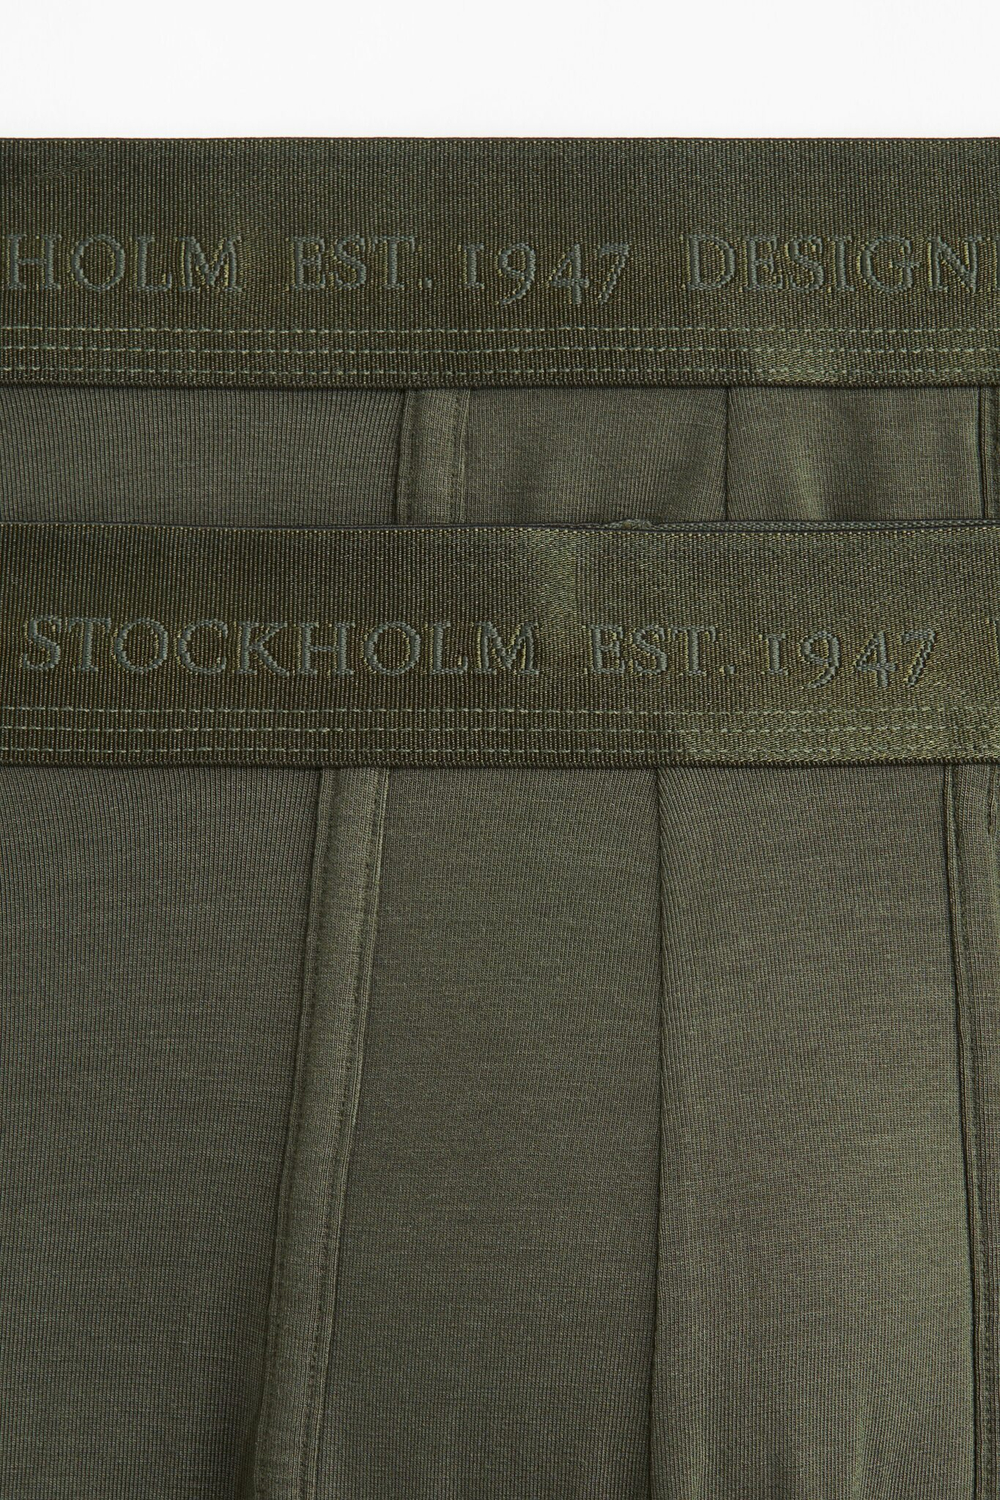 HOLM EST. 1947 DESIGN
STOCKHOLM EST. 1947